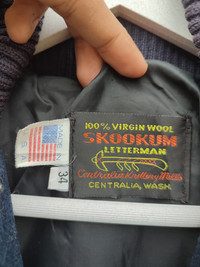 100% VIRGIN WOOL
SKOOKUM
LETTERMAN
Centralia Knitting Mills
CENTRALIA, WASH.
MADE IN
U.S.A.
34